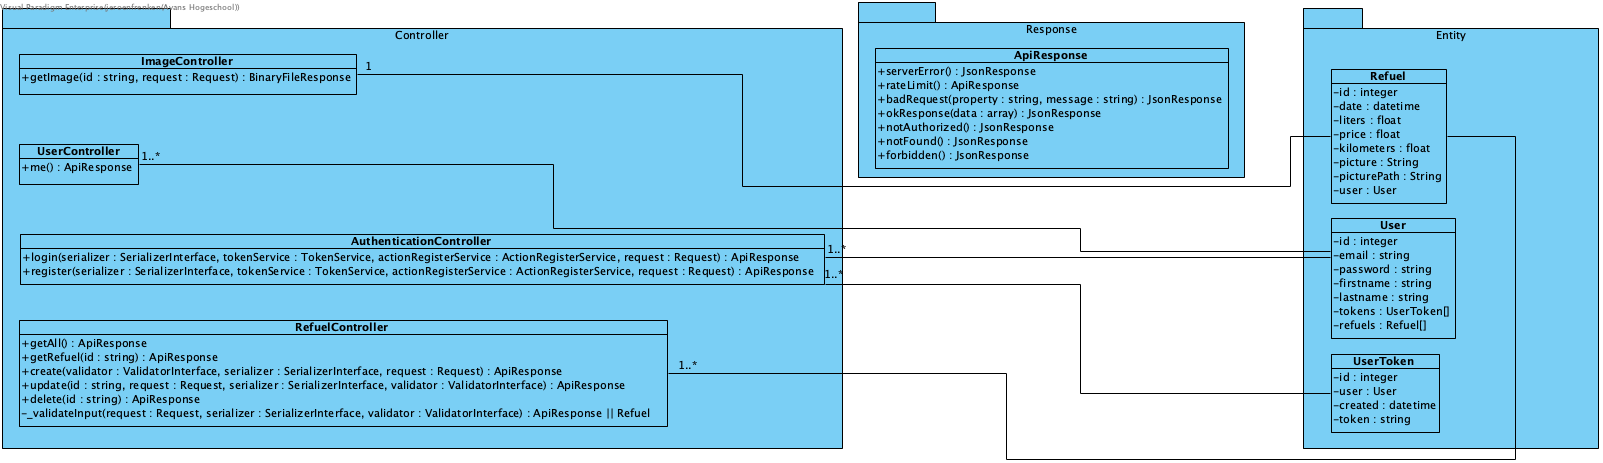 Visual Paradigm Enterprise(jeroenfrenken(Avans Hogeschool))
Controller
ImageController
+getImage(id : string, request : Request) : BinaryFileResponse
1
UserController
+me() : ApiResponse
1..*
AuthenticationController
+login(serializer : SerializerInterface, tokenService : TokenService, actionRegisterService : ActionRegisterService, request : Request) : ApiResponse
+register(serializer : SerializerInterface, tokenService : TokenService, actionRegisterService : ActionRegisterService, request : Request) : ApiResponse
1..*
1..*
RefuelController
+getAll() : ApiResponse
+getRefuel(id : string) : ApiResponse
+create(validator : ValidatorInterface, serializer : SerializerInterface, request : Request) : ApiResponse
+update(id : string, request : Request, serializer : SerializerInterface, validator : ValidatorInterface) : ApiResponse
+delete(id : string) : ApiResponse
-_validateInput(request : Request, serializer : SerializerInterface, validator : ValidatorInterface) : ApiResponse || Refuel
1..*
Response
ApiResponse
+serverError() : JsonResponse
+rateLimit() : ApiResponse
+badRequest(property : string, message : string) : JsonResponse
+okResponse(data : array) : JsonResponse
+notAuthorized() : JsonResponse
+notFound() : JsonResponse
+forbidden() : JsonResponse
Entity
Refuel
-id : integer
-date : datetime
-liters : float
-price : float
-kilometers : float
-picture : String
-picturePath : String
-user : User
User
-id : integer
-email : string
-password : string
-firstname : string
-lastname : string
-tokens : UserToken[]
-refuels : Refuel[]
UserToken
-id : integer
-user : User
-created : datetime
-token : string